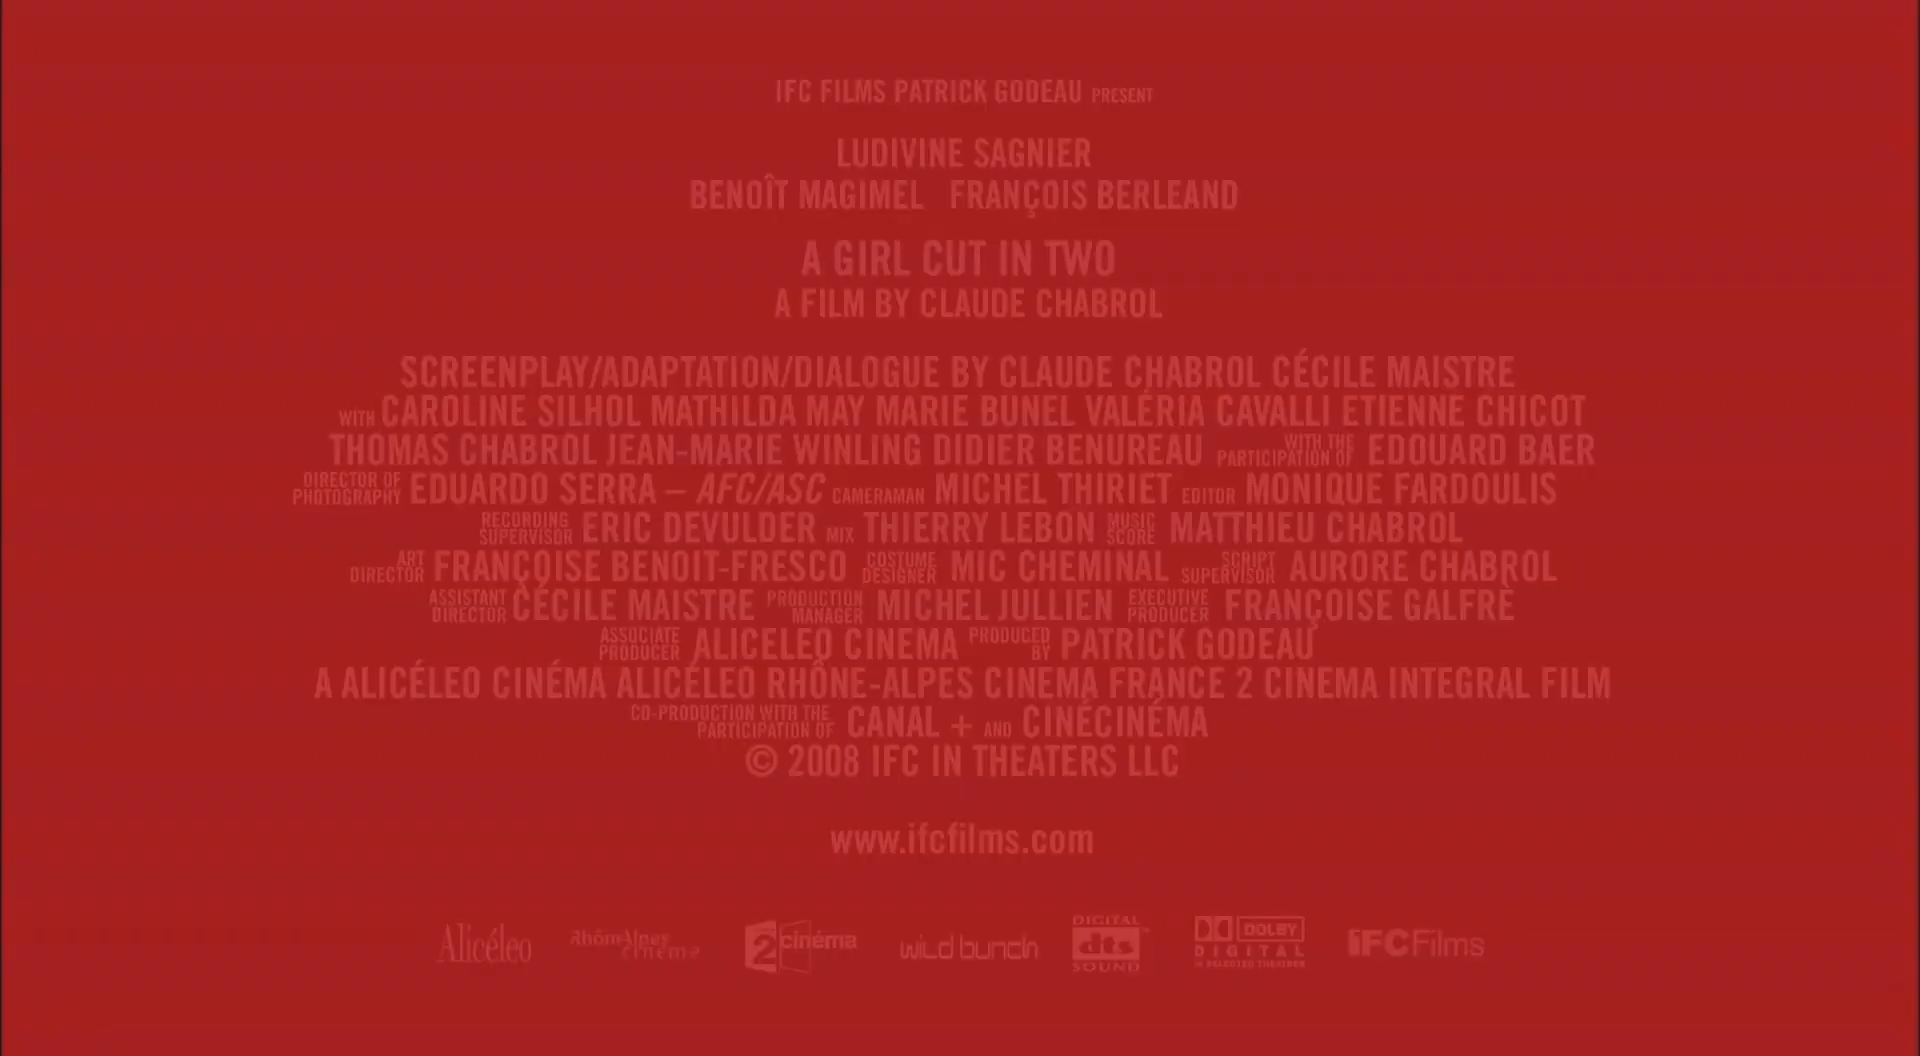 IFC FILMS PATRICK GODEAU PRESENT
LUDIVINE SAGNIER
BENOÎT MAGIMEL FRANÇOIS BERLEAND
A GIRL CUT IN TWO
A FILM BY CLAUDE CHABROL
SCREENPLAY/ADAPTATION/DIALOGUE BY CLAUDE CHABROL CÉCILE MAISTRE
WITH CAROLINE SILHOL MATHILDA MAY MARIE BUNEL VALÉRIA CAVALLI ETIENNE CHICOT
THOMAS CHABROL JEAN-MARIE WINLING DIDIER BENUREAU WITH THE PARTICIPATION OF EDOUARD BAER
DIRECTOR OF PHOTOGRAPHY EDUARDO SERRA – AFC/ASC CAMERAMAN MICHEL THIRIET EDITOR MONIQUE FARDOULIS
RECORDING SUPERVISOR ERIC DEVULDER MIX THIERRY LEBON MUSIC SCORE MATTHIEU CHABROL
ART DIRECTOR FRANÇOISE BENOIT-FRESCO COSTUME DESIGNER MIC CHEMINAL SCRIPT SUPERVISOR AURORE CHABROL
ASSISTANT DIRECTOR CÉCILE MAISTRE PRODUCTION MANAGER MICHEL JULLIEN EXECUTIVE PRODUCER FRANÇOISE GALFRÈ
ASSOCIATE PRODUCER ALICELEO CINEMA PRODUCED BY PATRICK GODEAU
A ALICÉLEO CINÉMA ALICÉLEO RHÔNE-ALPES CINEMA FRANCE 2 CINEMA INTEGRAL FILM
CO-PRODUCTION WITH THE PARTICIPATION OF CANAL + AND CINÉCINÉMA
© 2008 IFC IN THEATERS LLC
www.ifcfilms.com
Alicéleo RhôneAlpes cinéma 2 cinéma wild bunch DIGITAL dts SOUND DOLBY DIGITAL IN SELECTED THEATRES IFC Films